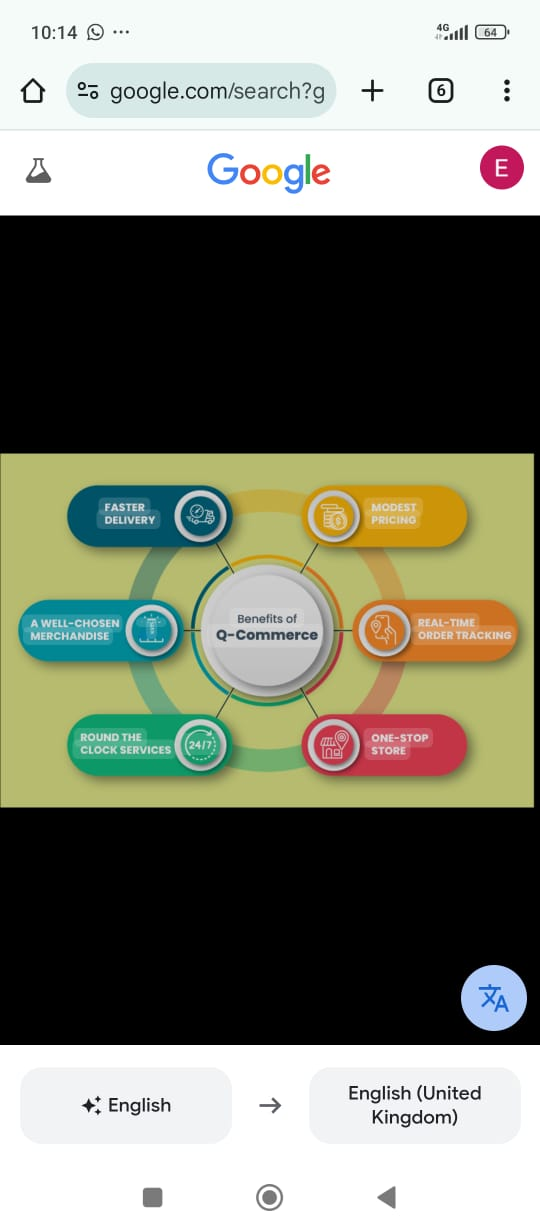 10:14
4G
64
google.com/search?g
6
Google
E
FASTER
DELIVERY
MODEST
PRICING
A WELL-CHOSEN
MERCHANDISE
Benefits of
Q-Commerce
REAL-TIME
ORDER TRACKING
ROUND THE
CLOCK SERVICES
24/7
ONE-STOP
STORE
English
English (United
Kingdom)